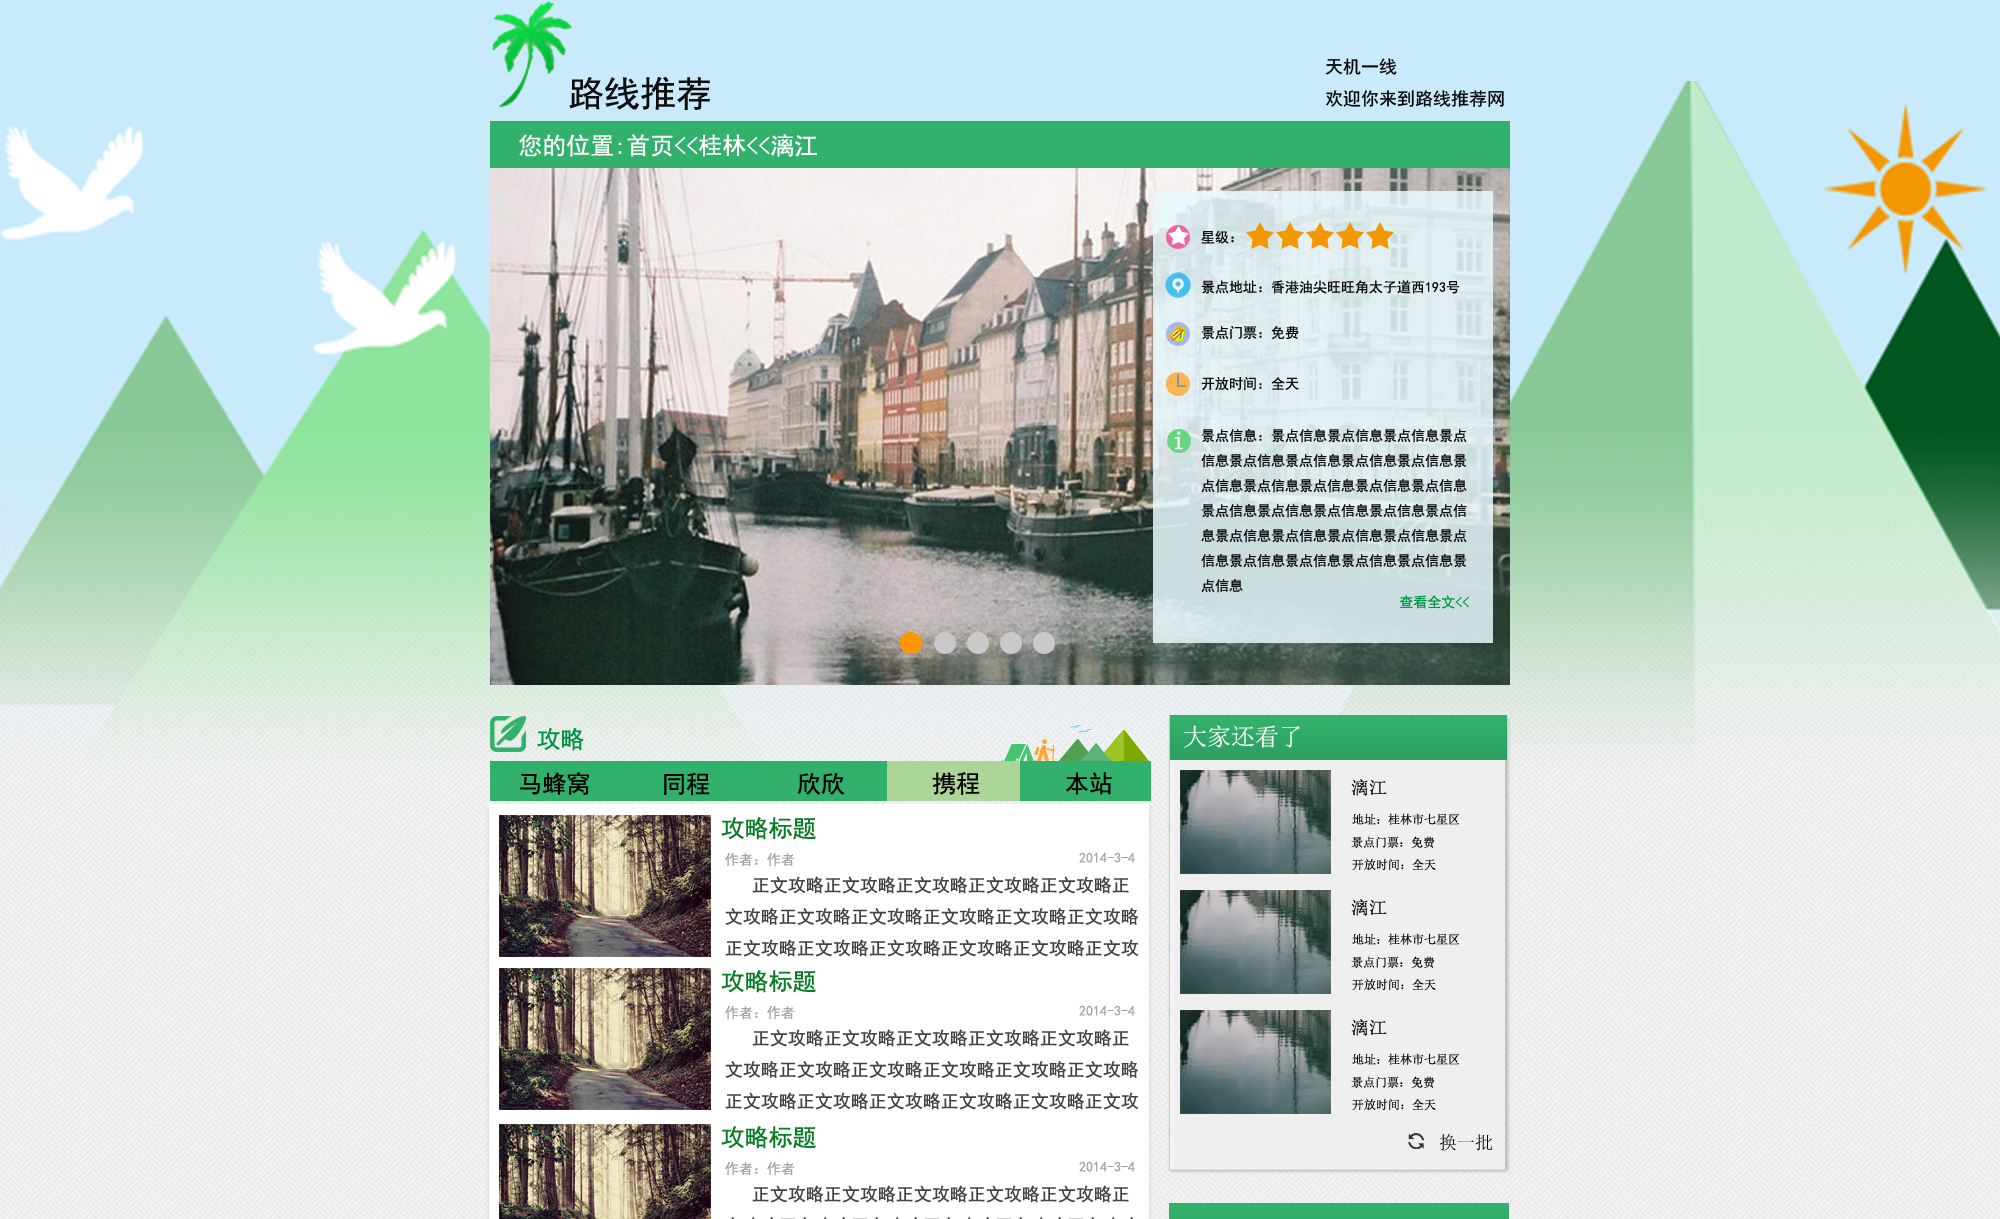 路线推荐
天机一线
欢迎你来到路线推荐网
您的位置:首页<<桂林<<漓江
星级：
景点地址：香港油尖旺旺角太子道西193号
景点门票：免费
开放时间：全天
景点信息：景点信息景点信息景点信息景点
信息景点信息景点信息景点信息景点信息景
点信息景点信息景点信息景点信息景点信息
景点信息景点信息景点信息景点信息景点信
息景点信息景点信息景点信息景点信息景点
信息景点信息景点信息景点信息景点信息景
点信息
查看全文<<
攻略
马蜂窝 同程 欣欣 携程 本站
攻略标题
作者：作者 2014-3-4
正文攻略正文攻略正文攻略正文攻略正文攻略正
文攻略正文攻略正文攻略正文攻略正文攻略正文攻略
正文攻略正文攻略正文攻略正文攻略正文攻略正文攻
攻略标题
作者：作者 2014-3-4
正文攻略正文攻略正文攻略正文攻略正文攻略正
文攻略正文攻略正文攻略正文攻略正文攻略正文攻略
正文攻略正文攻略正文攻略正文攻略正文攻略正文攻
攻略标题
作者：作者 2014-3-4
正文攻略正文攻略正文攻略正文攻略正文攻略正
大家还看了
漓江
地址：桂林市七星区
景点门票：免费
开放时间：全天
漓江
地址：桂林市七星区
景点门票：免费
开放时间：全天
漓江
地址：桂林市七星区
景点门票：免费
开放时间：全天
换一批